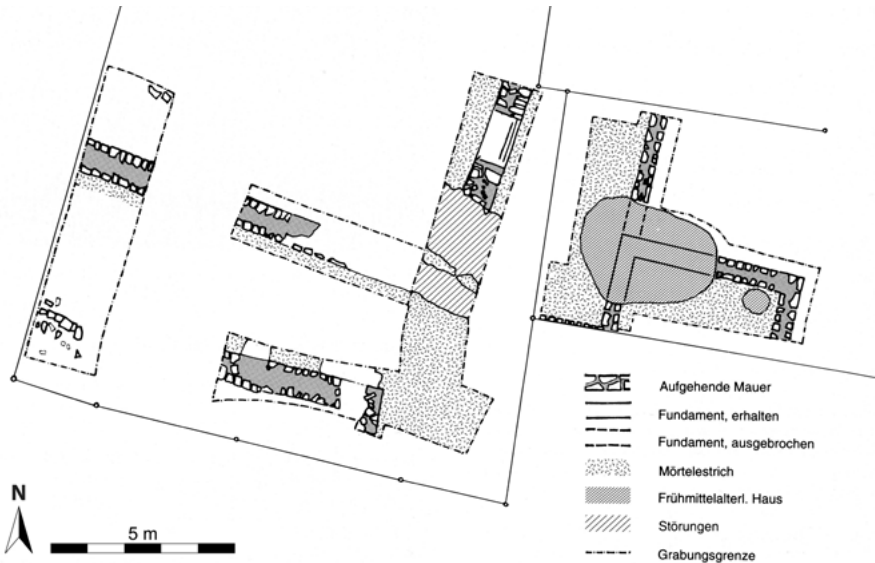 Aufgehende Mauer
Fundament, erhalten
Fundament, ausgebrochen
Mörtelestrich
Frühmittelalterl. Haus
Störungen
Grabungsgrenze
N
5 m